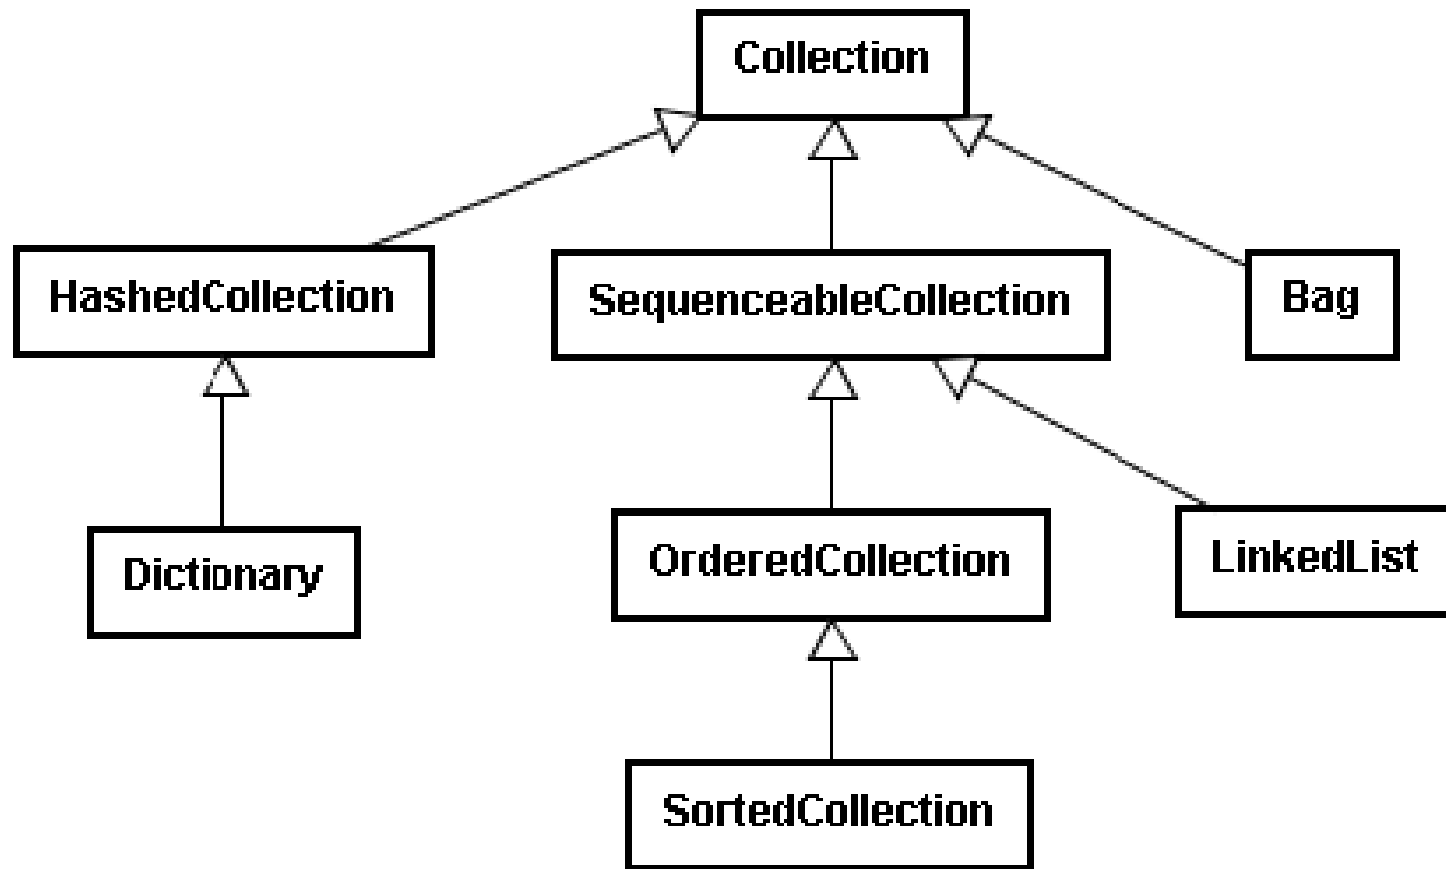 Collection
HashedCollection
SequenceableCollection
Bag
Dictionary
OrderedCollection
LinkedList
SortedCollection